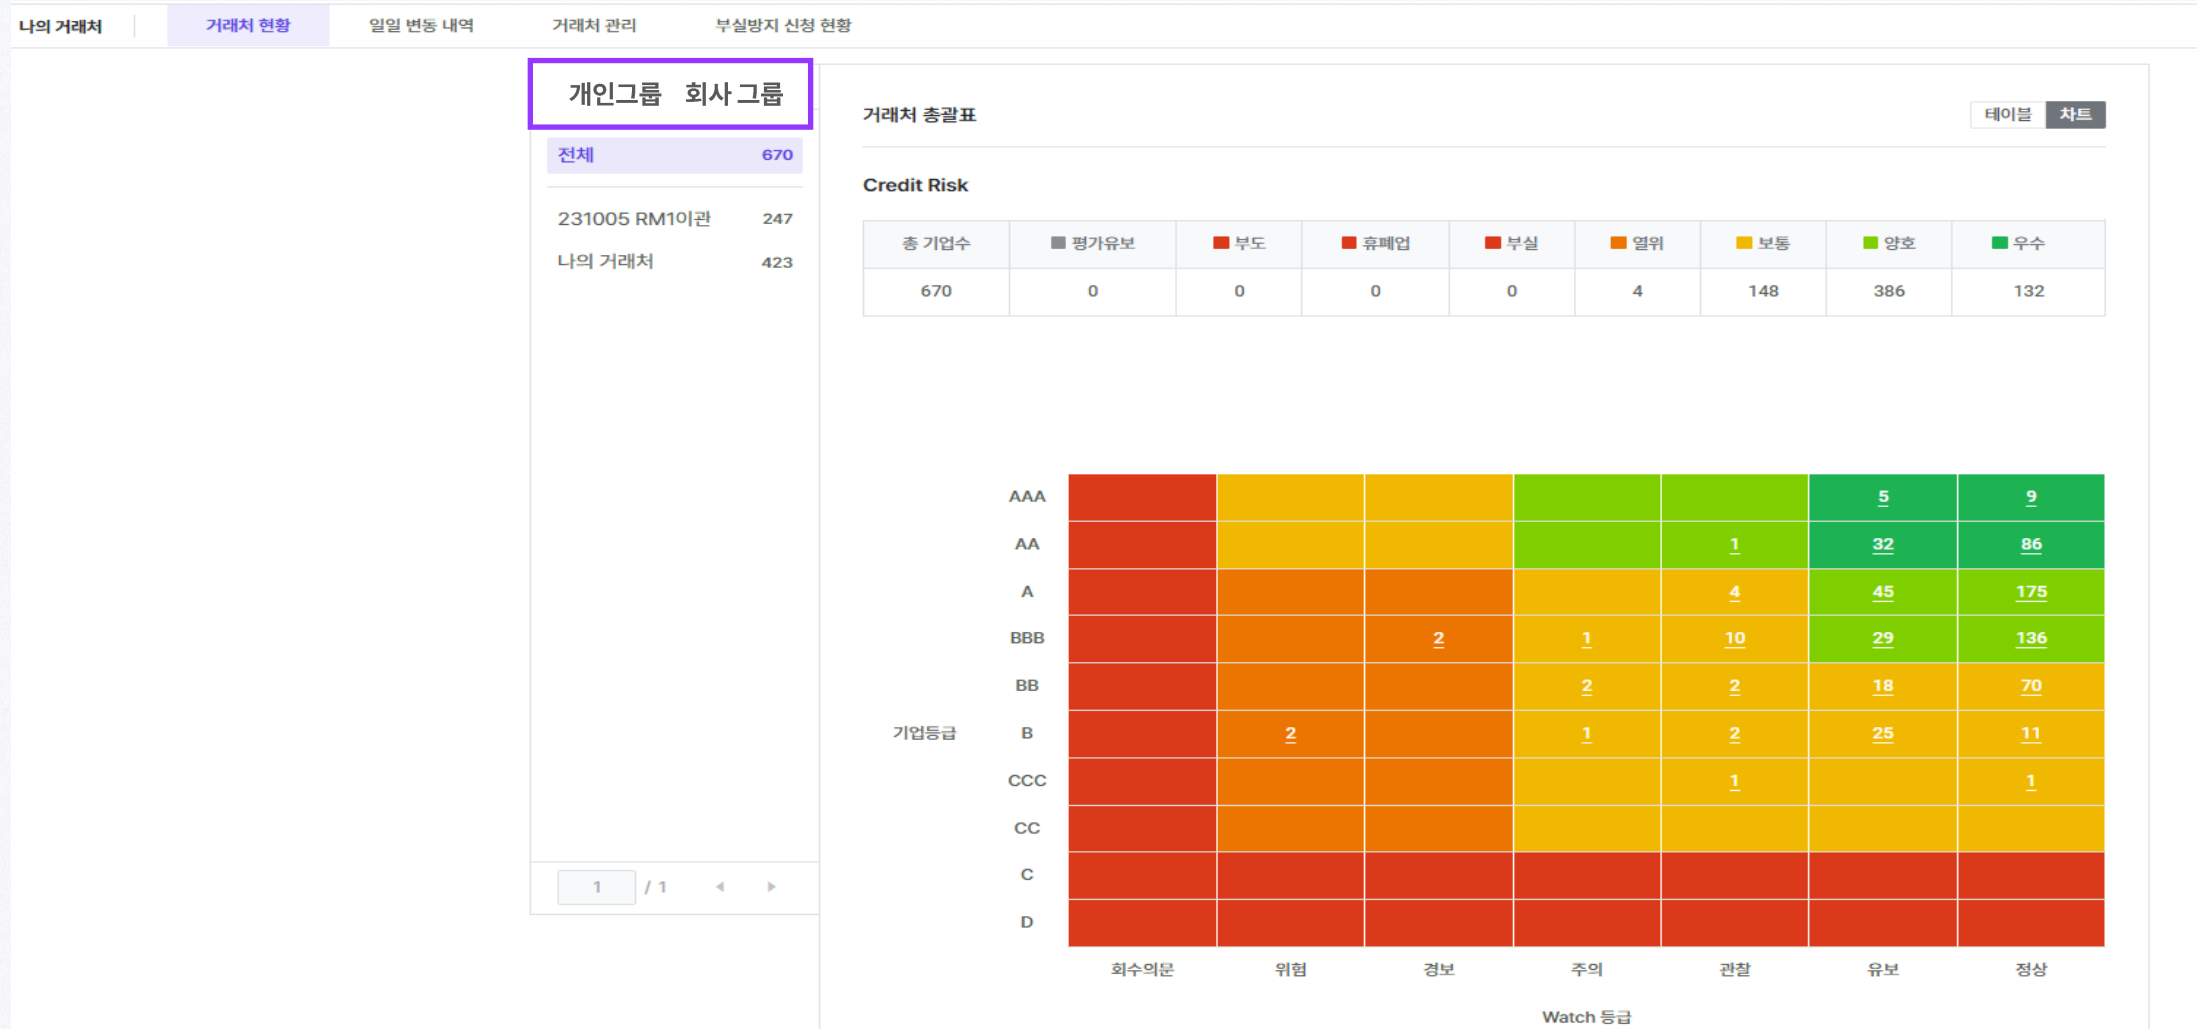 나의 거래처 거래처 현황 일일 변동 내역 거래처 관리 부실방지 신청 현황
개인그룹 회사 그룹
전체 670
231005 RM1이관 247
나의 거래처 423
1 / 1
거래처 총괄표 테이블 차트
Credit Risk
총 기업수 평가유보 부도 휴폐업 부실 열위 보통 양호 우수
670 0 0 0 0 4 148 386 132
AAA 5 9
AA 1 32 86
A 4 45 175
BBB 2 1 10 29 136
BB 2 2 18 70
기업등급 B 2 1 2 25 11
CCC 1 1
CC
C
D
회수의문 위험 경보 주의 관찰 유보 정상
Watch 등급